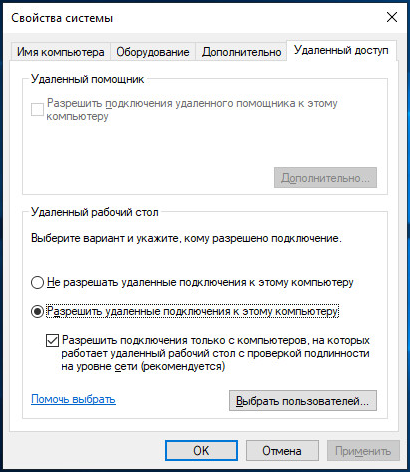 Свойства системы
Имя компьютера Оборудование Дополнительно Удаленный доступ
Удаленный помощник
Разрешить подключения удаленного помощника к этому
компьютеру
Дополнительно...
Удаленный рабочий стол
Выберите вариант и укажите, кому разрешено подключение.
Не разрешать удаленные подключения к этому компьютеру
Разрешить удаленные подключения к этому компьютеру
Разрешить подключения только с компьютеров, на которых
работает удаленный рабочий стол с проверкой подлинности
на уровне сети (рекомендуется)
Помочь выбрать
Выбрать пользователей...
OK Отмена Применить